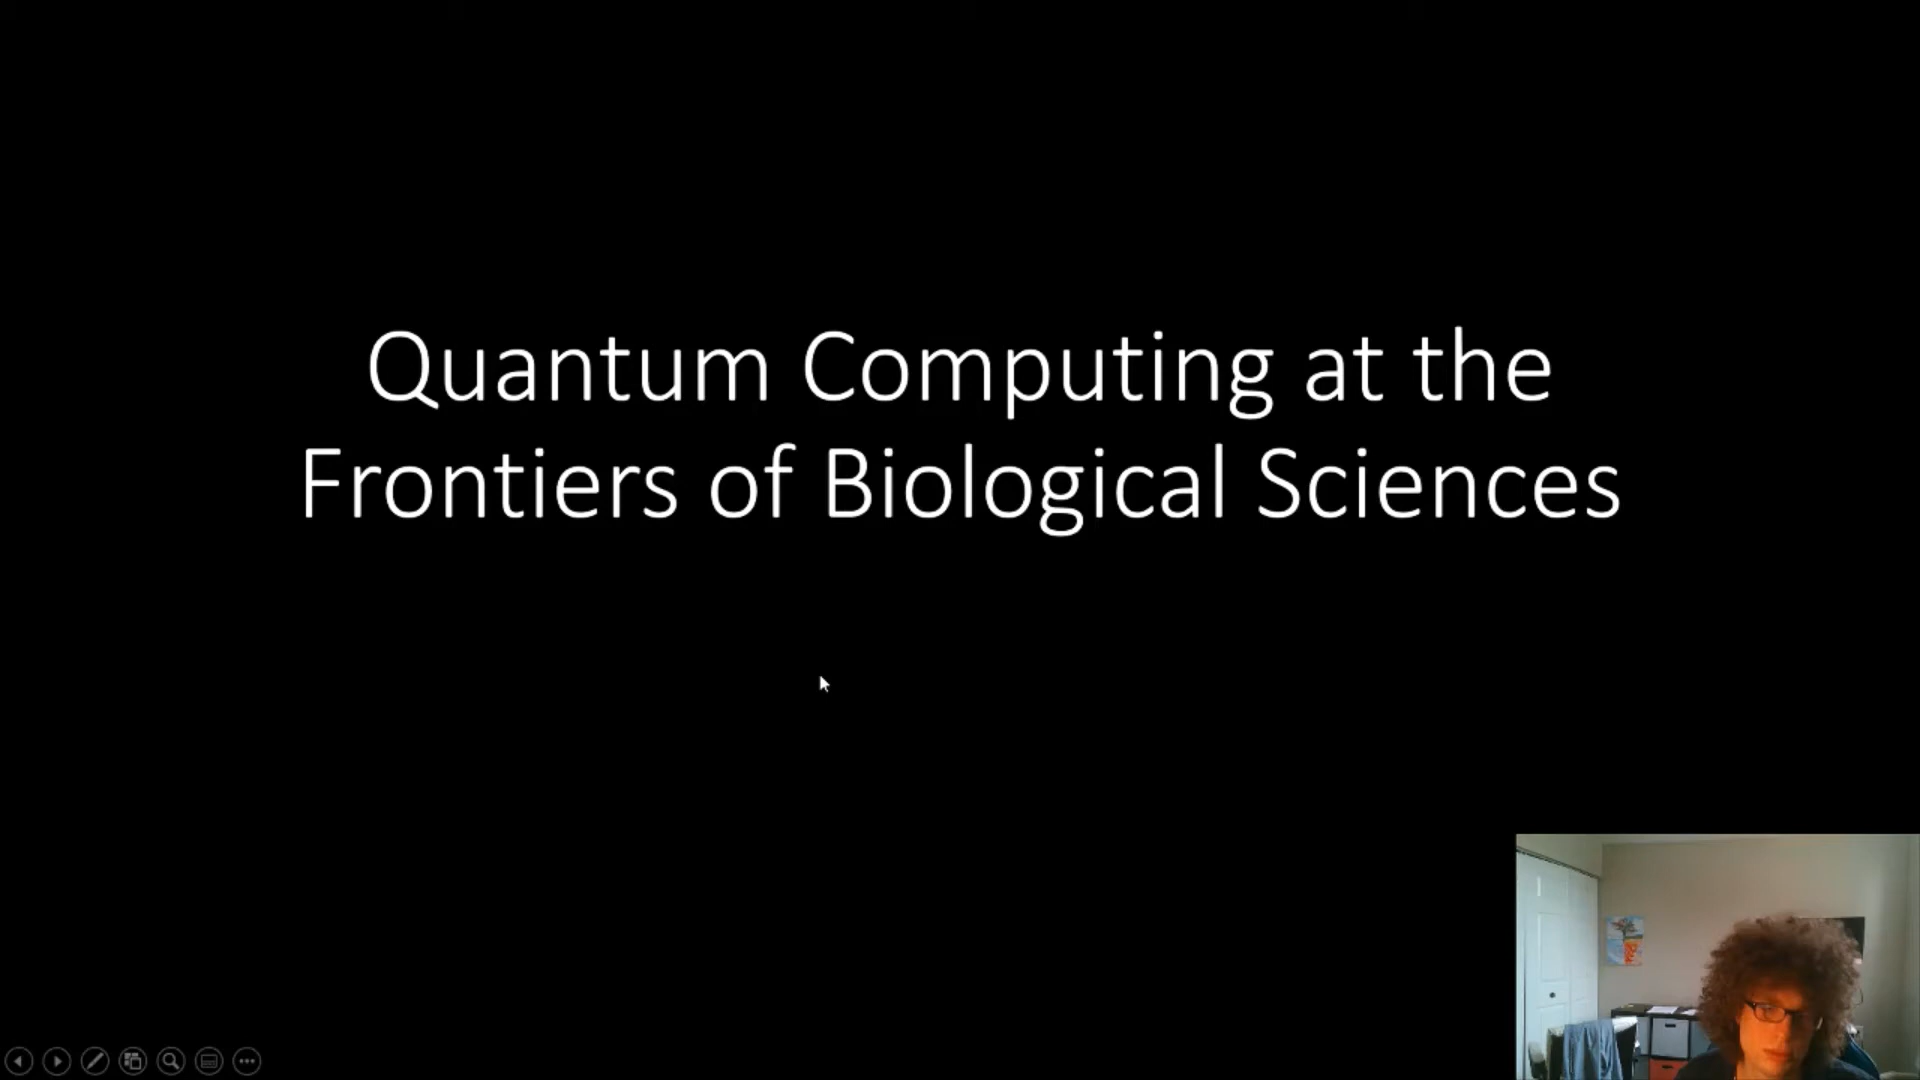 Quantum Computing at the
Frontiers of Biological Sciences